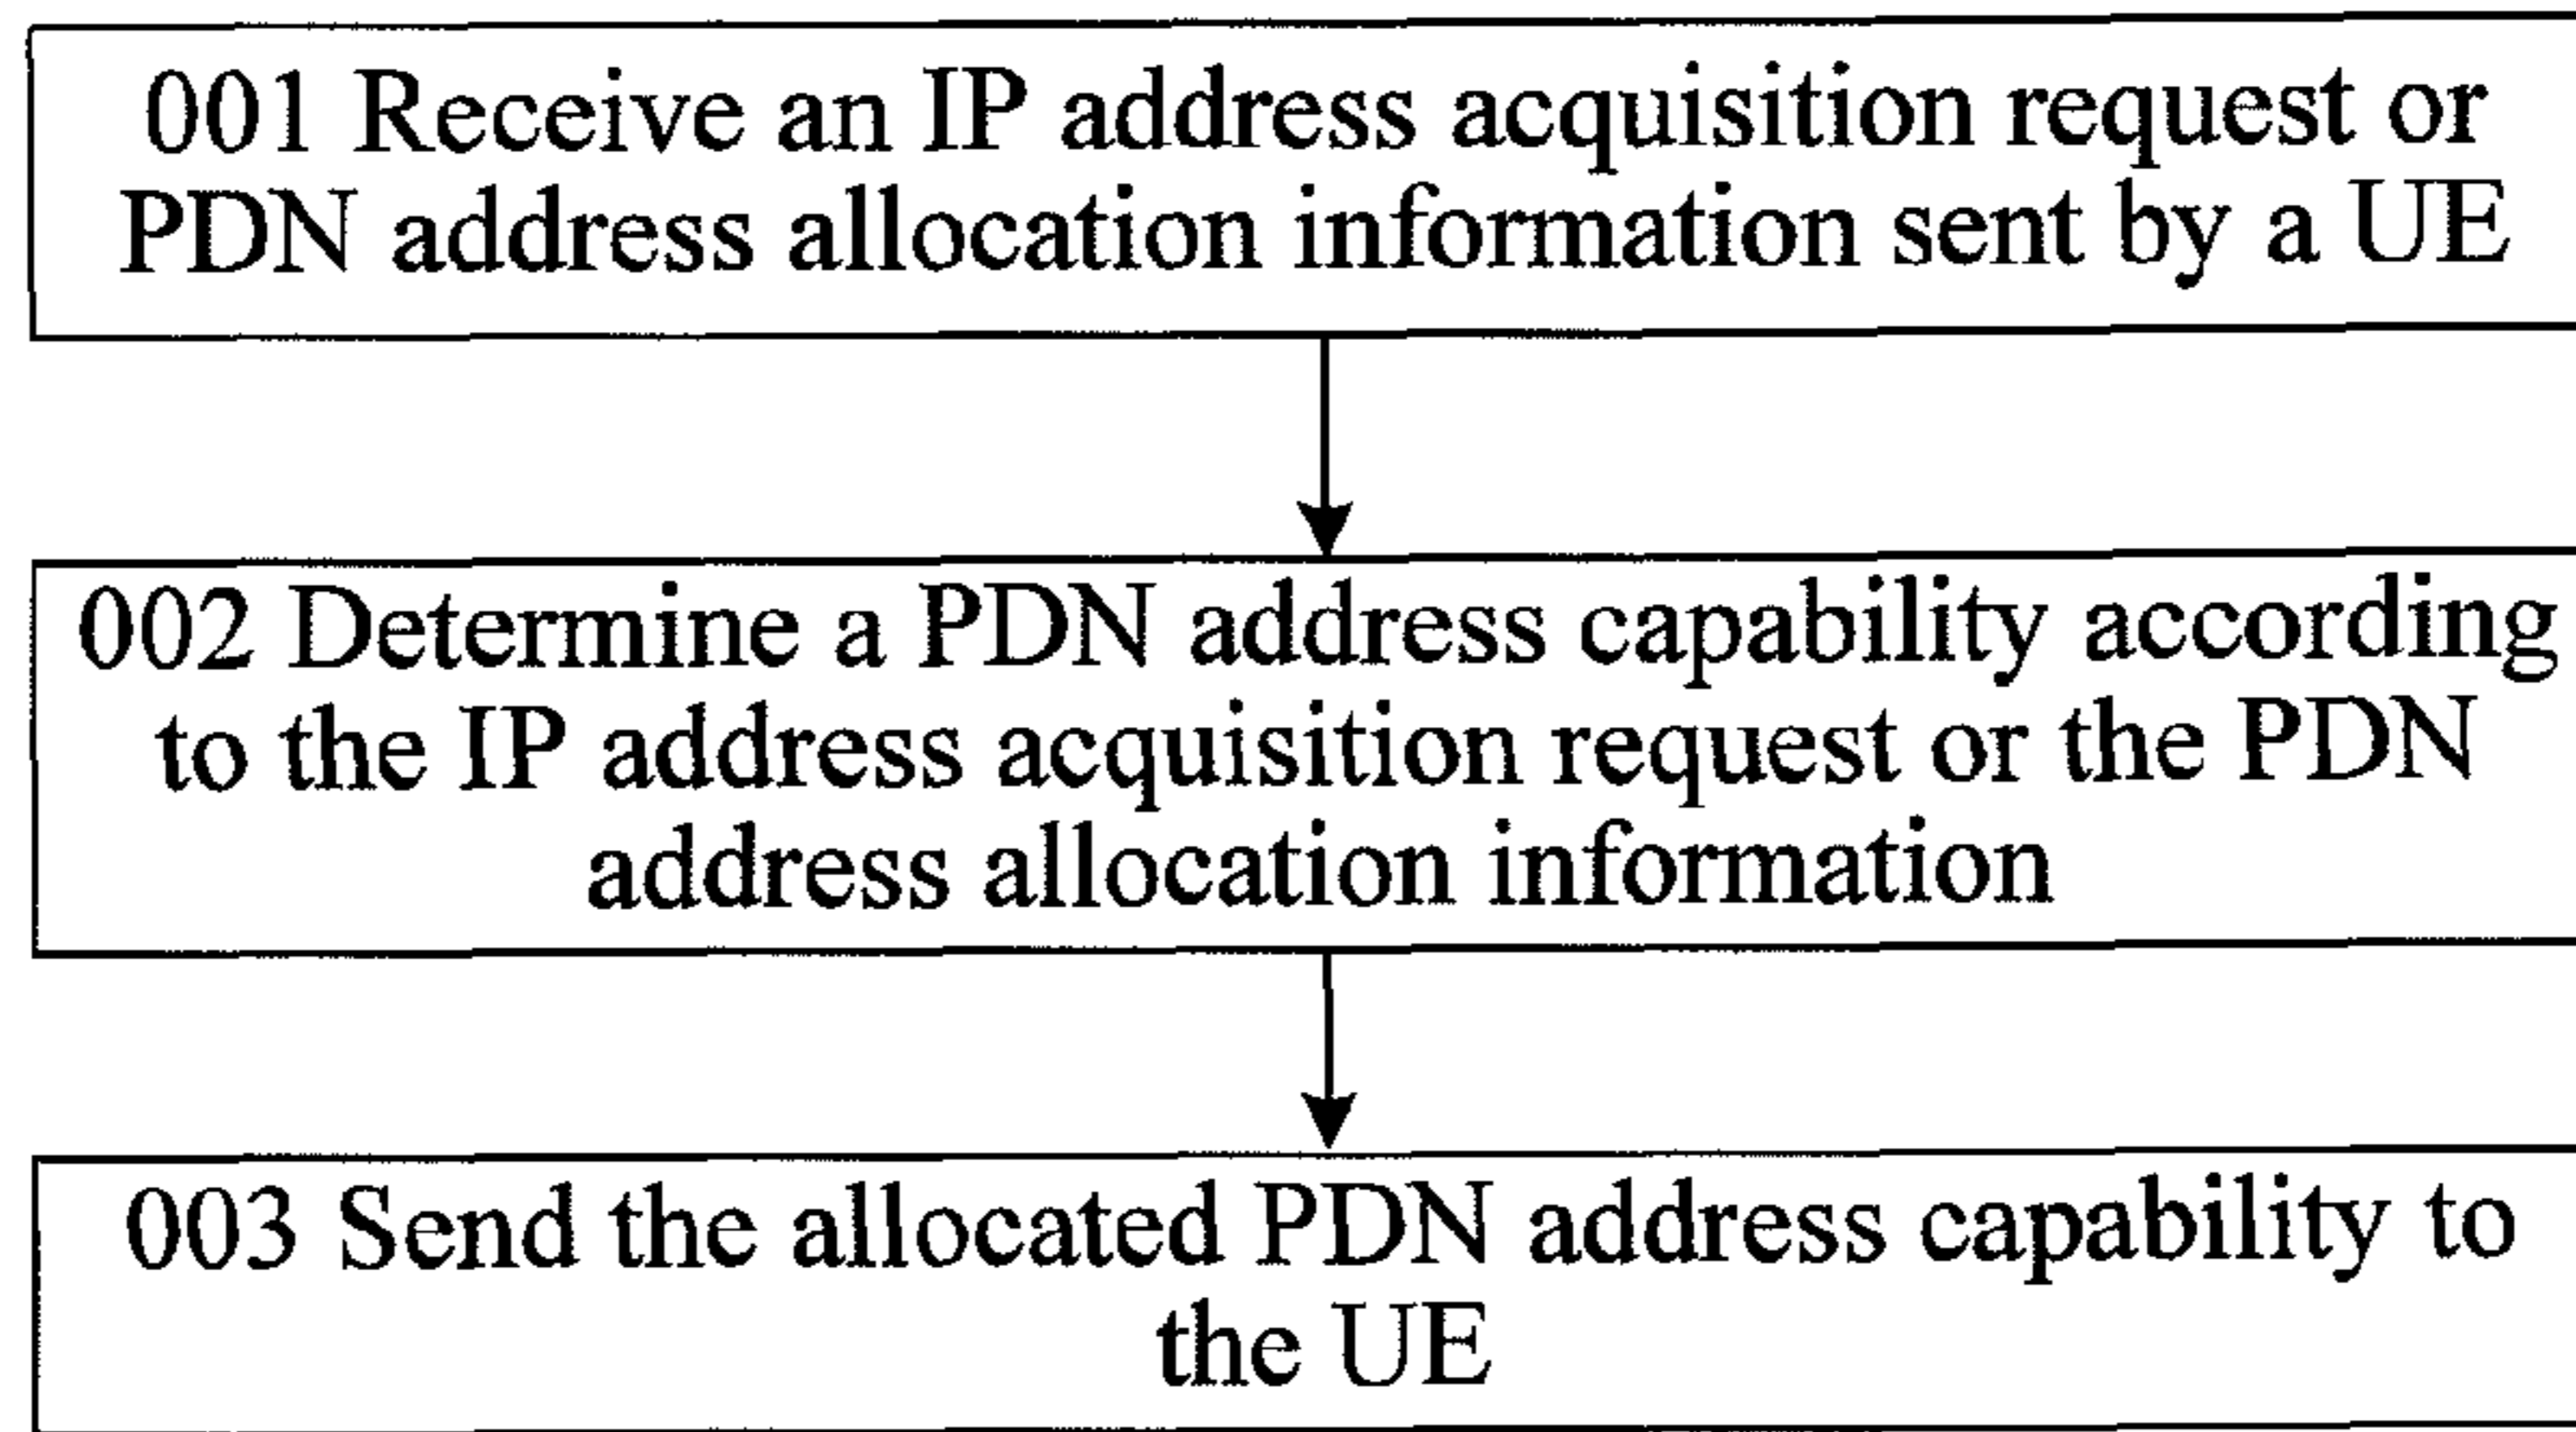 001 Receive an IP address acquisition request or
PDN address allocation information sent by a UE
002 Determine a PDN address capability according
to the IP address acquisition request or the PDN
address allocation information
003 Send the allocated PDN address capability to
the UE